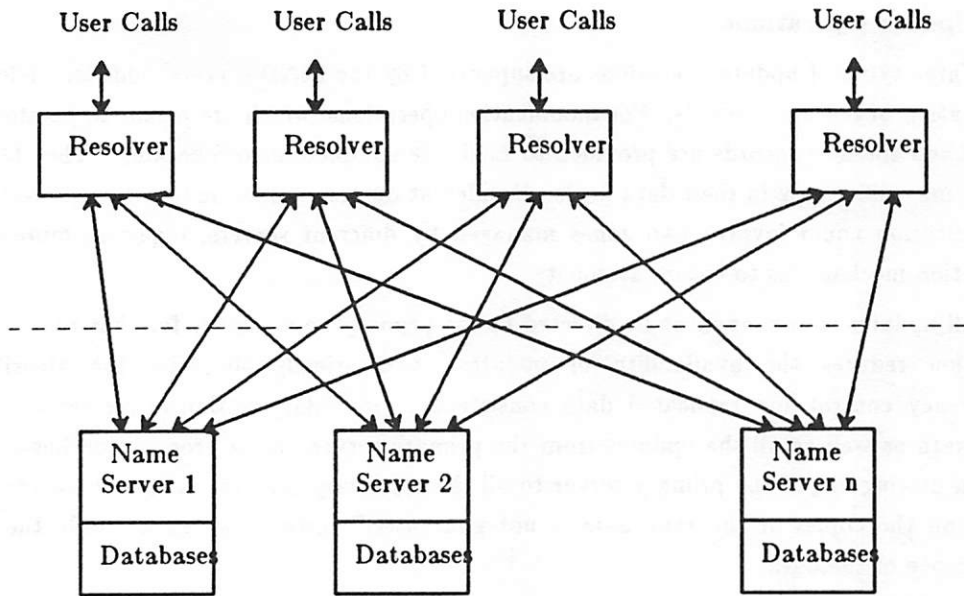 User Calls
User Calls
User Calls
User Calls
Resolver
Resolver
Resolver
Resolver
Name
Server 1
Databases
Name
Server 2
Databases
Name
Server n
Databases